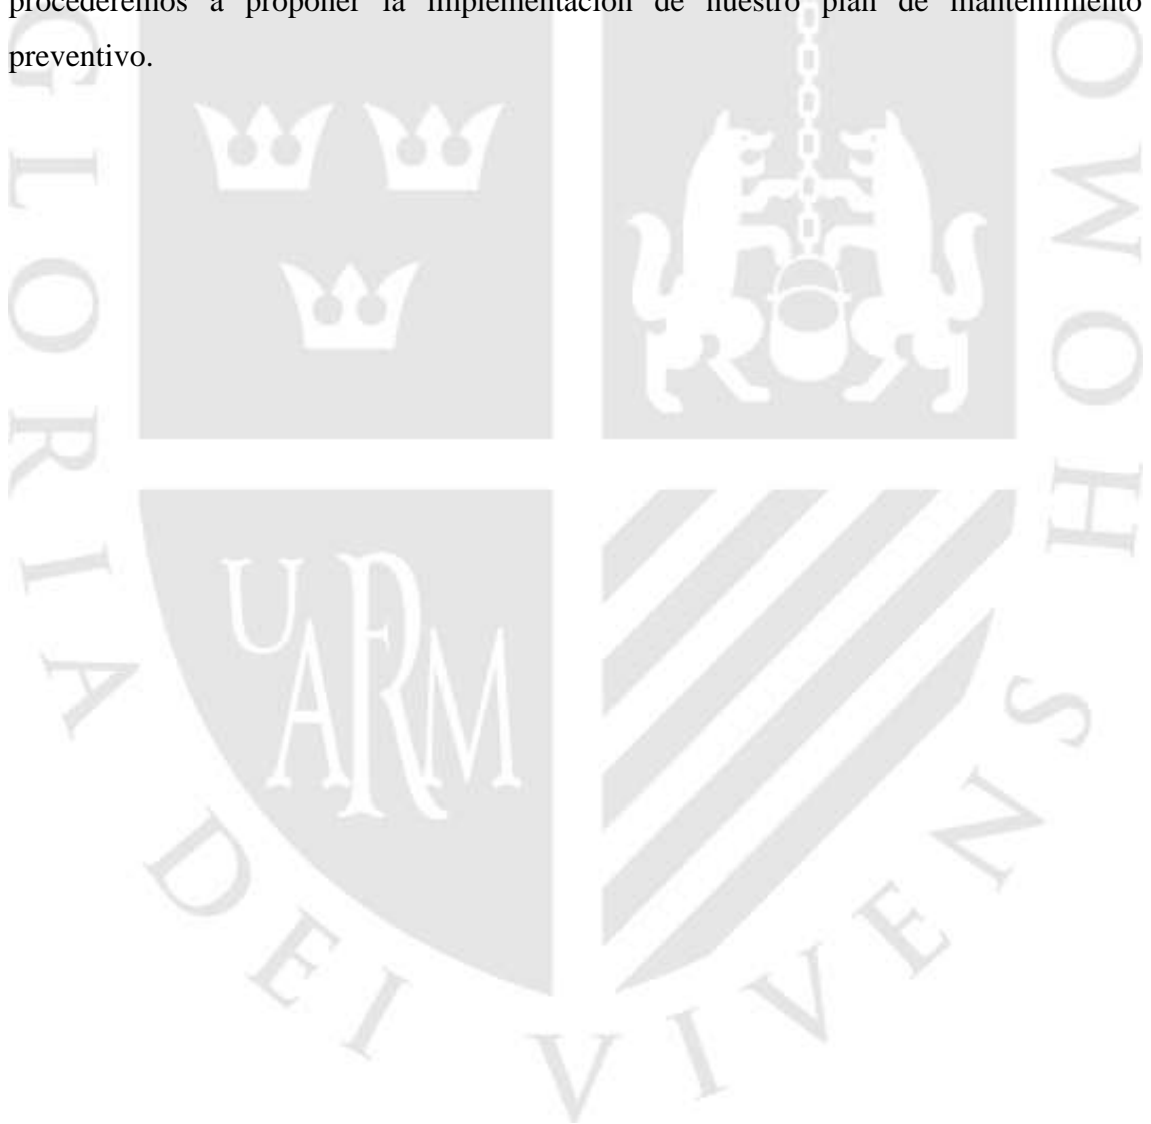 procederemos a proponer la implementación de nuestro plan de mantenimiento
preventivo.
GLORIA DEI VIVENS HOMO
UARM